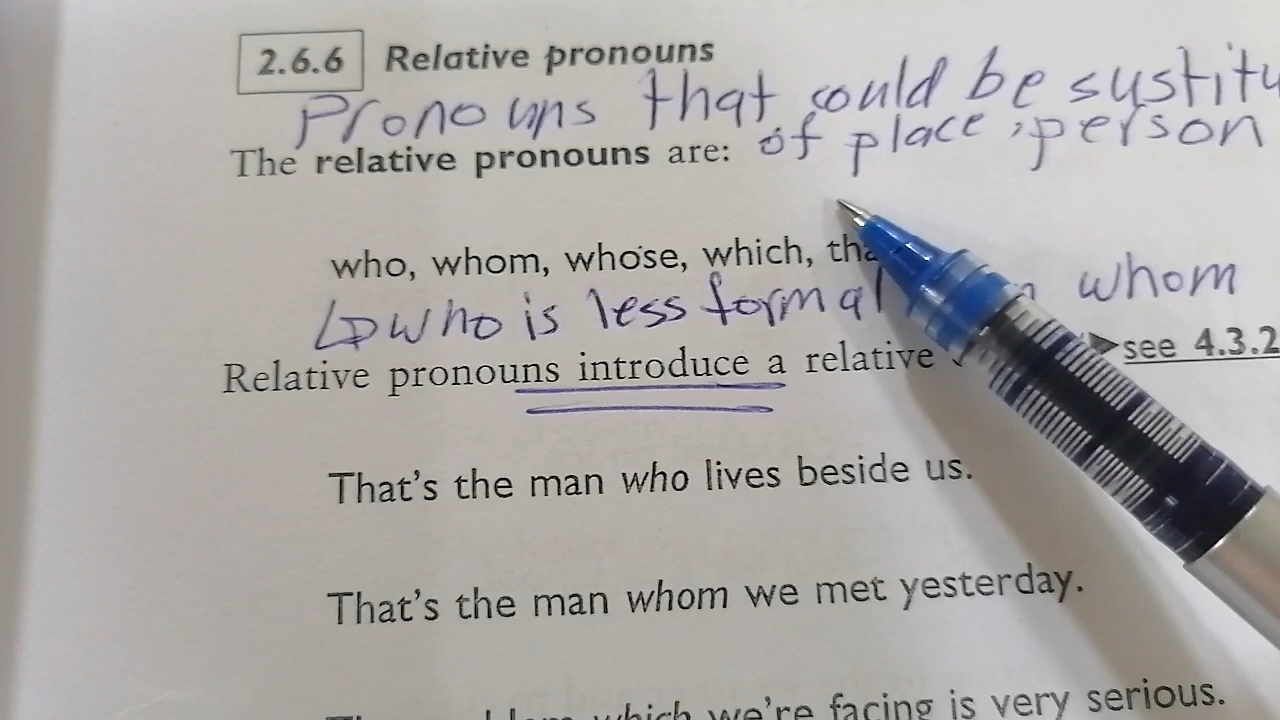 2.6.6 Relative pronouns
Pronouns that could be sustitu
The relative pronouns are: of place, person
who, whom, whose, which, tha
↳ who is less formal whom
see 4.3.2
Relative pronouns introduce a relative
That's the man who lives beside us.
That's the man whom we met yesterday.
which we're facing is very serious.